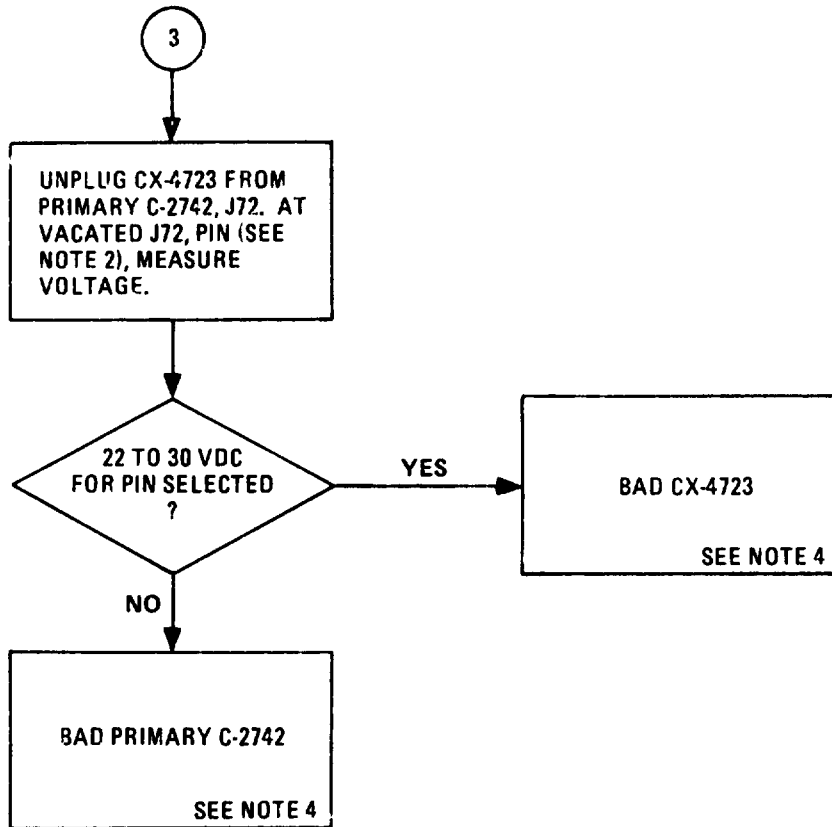 3
UNPLUG CX-4723 FROM
PRIMARY C-2742, J72. AT
VACATED J72, PIN (SEE
NOTE 2), MEASURE
VOLTAGE.
22 TO 30 VDC
FOR PIN SELECTED
?
YES
BAD CX-4723
SEE NOTE 4
NO
BAD PRIMARY C-2742
SEE NOTE 4